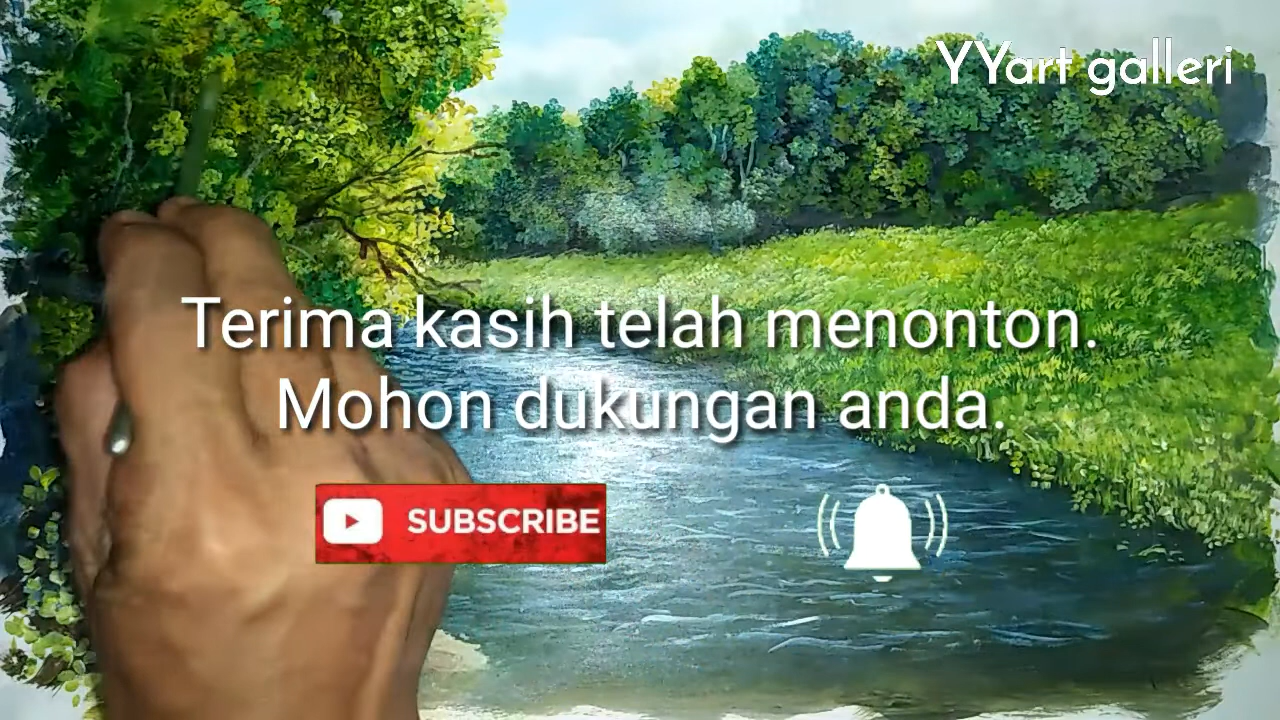 YYart galleri
Terima kasih telah menonton.
Mohon dukungan anda.
SUBSCRIBE